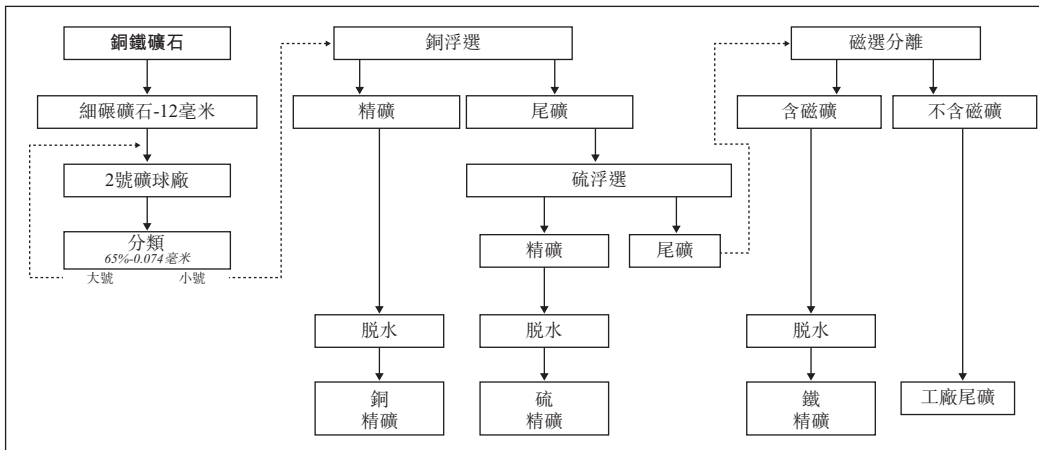 銅鐵礦石
細碾礦石-12毫米
2號礦球廠
分類
65%-0.074毫米
大號
小號
銅浮選
精礦
尾礦
硫浮選
精礦
尾礦
脱水
銅
精礦
脱水
硫
精礦
磁選分離
含磁礦
不含磁礦
脱水
鐵
精礦
工廠尾礦